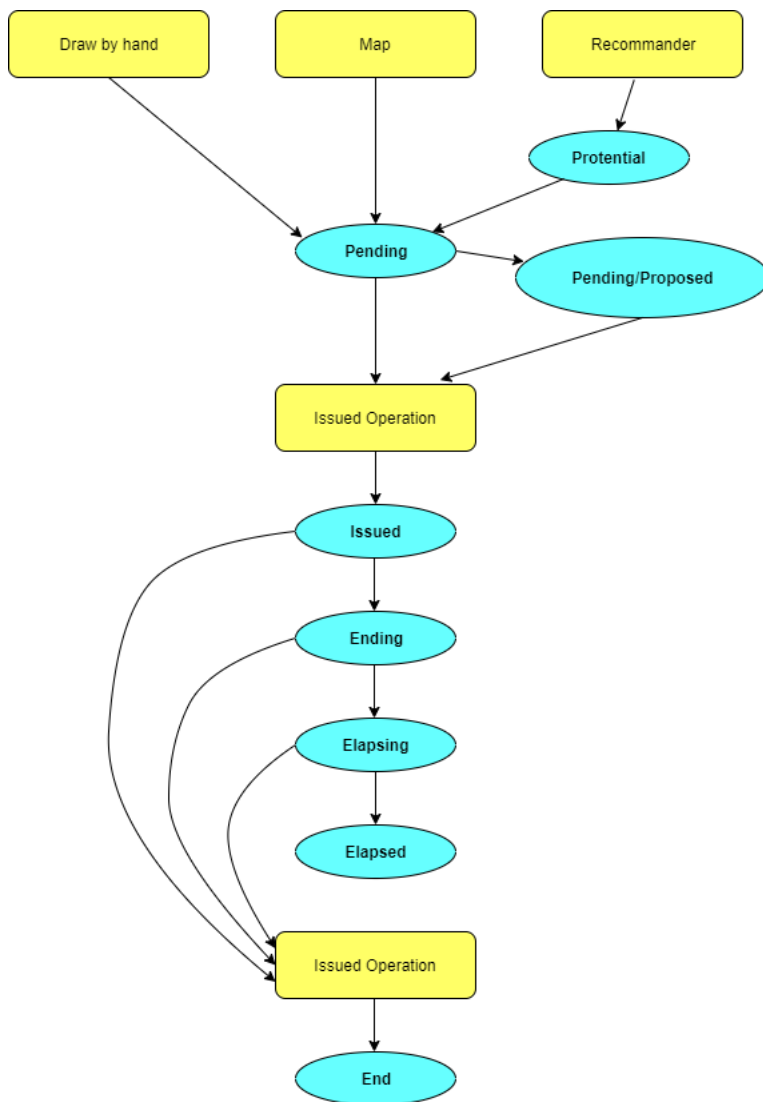 Draw by hand
Map
Recommander
Protential
Pending
Pending/Proposed
Issued Operation
Issued
Ending
Elapsing
Elapsed
Issued Operation
End